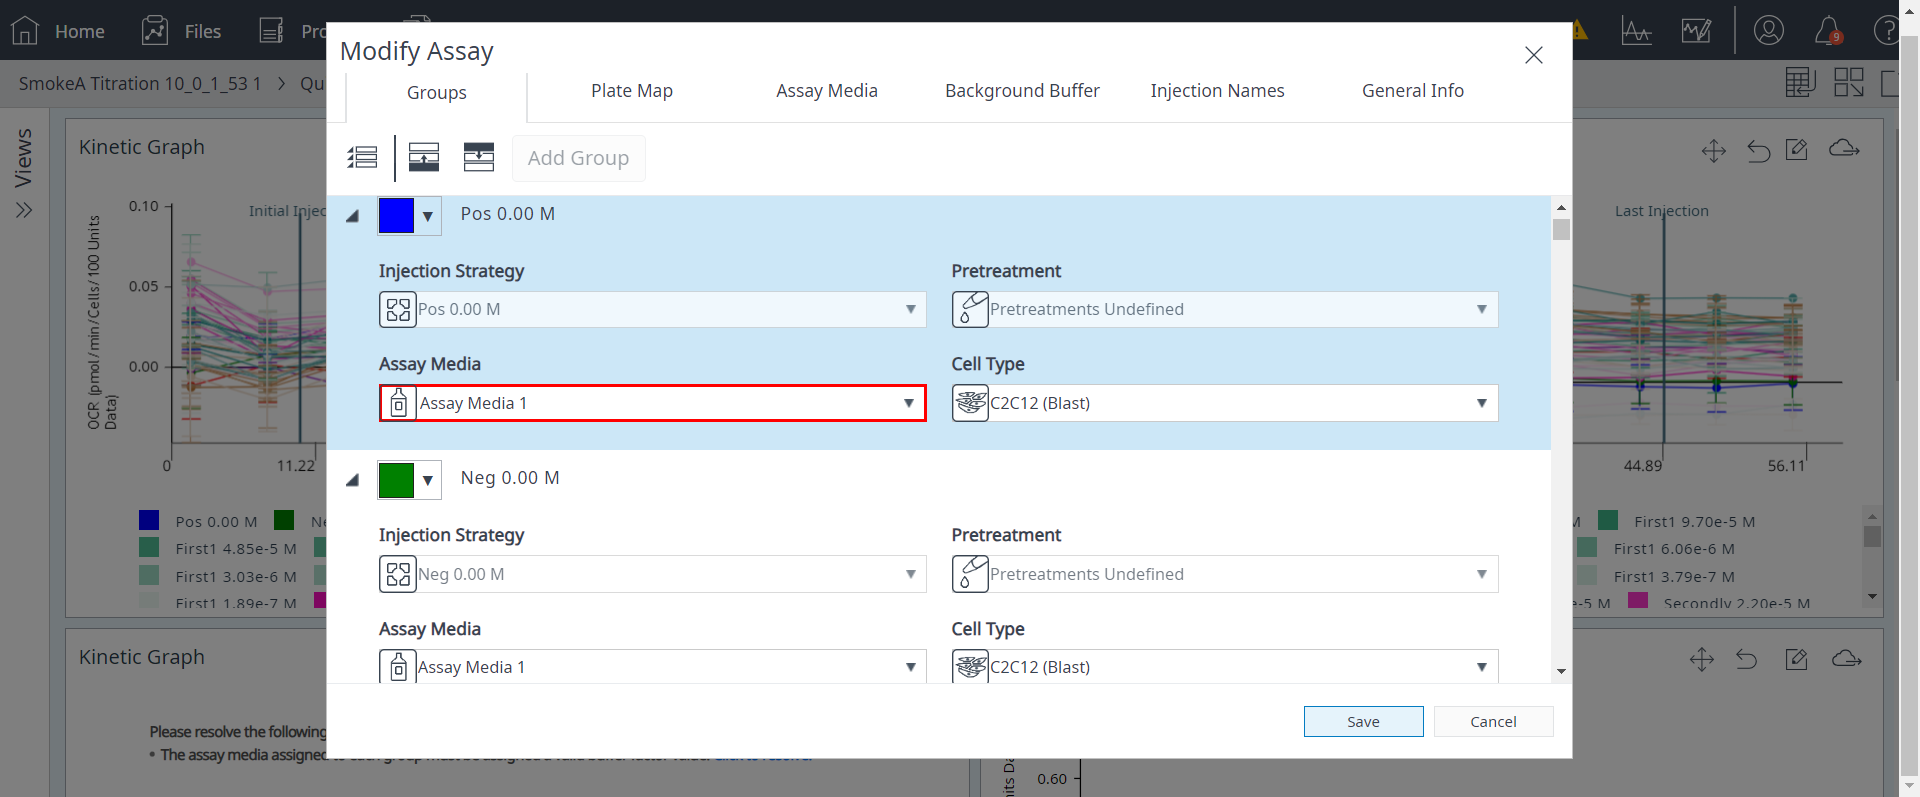 Home
Files
9
SmokeA Titration 10_0_1_53 1
Modify Assay
Groups
Plate Map
Assay Media
Background Buffer
Injection Names
General Info
Add Group
Views
Kinetic Graph
Pos 0.00 M
Injection Strategy
Pretreatment
Pos 0.00 M
Pretreatments Undefined
Assay Media
Cell Type
Assay Media 1
C2C12 (Blast)
Neg 0.00 M
Injection Strategy
Pretreatment
Neg 0.00 M
Pretreatments Undefined
Assay Media
Cell Type
Assay Media 1
C2C12 (Blast)
Save
Cancel
OCR (pmol/min/Cells/100 Units
Data)
0.10
0.05
0.00
Initial
0
11.22
Last Injection
44.89
56.11
Pos 0.00 M
First1 4.85e-5 M
First1 3.03e-6 M
First1 1.89e-7 M
First1 9.70e-5 M
First1 6.06e-6 M
First1 3.79e-7 M
Secondly 2.20e-5 M
Kinetic Graph
Please resolve the following
• The assay media assigned
0.60